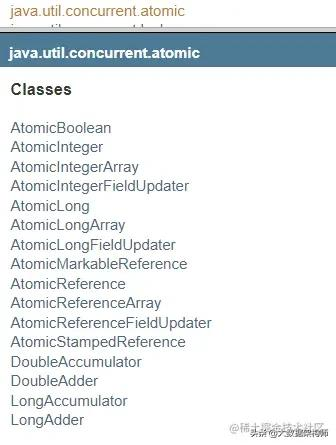 java.util.concurrent.atomic
java.util.concurrent.atomic
Classes
AtomicBoolean
AtomicInteger
AtomicIntegerArray
AtomicIntegerFieldUpdater
AtomicLong
AtomicLongArray
AtomicLongFieldUpdater
AtomicMarkableReference
AtomicReference
AtomicReferenceArray
AtomicReferenceFieldUpdater
AtomicStampedReference
DoubleAccumulator
DoubleAdder
LongAccumulator
LongAdder
@稀土掘金技术社区
头条 @大数据架构师